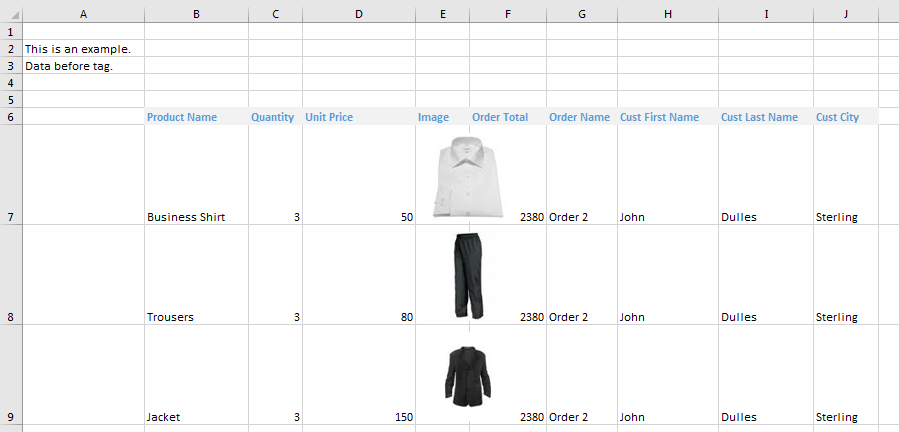 A B C D E F G H I J
1
2 This is an example.
3 Data before tag.
4
5
6 Product Name Quantity Unit Price Image Order Total Order Name Cust First Name Cust Last Name Cust City
7 Business Shirt 3 50 2380 Order 2 John Dulles Sterling
8 Trousers 3 80 2380 Order 2 John Dulles Sterling
9 Jacket 3 150 2380 Order 2 John Dulles Sterling